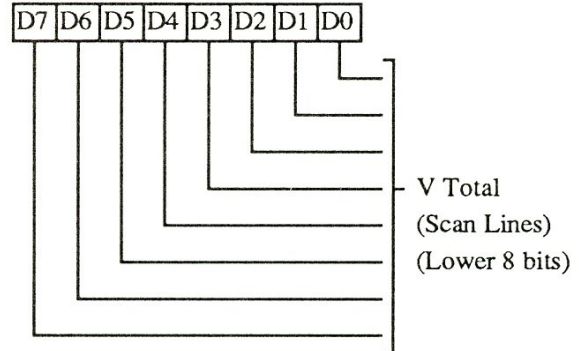 D7 D6 D5 D4 D3 D2 D1 D0
V Total
(Scan Lines)
(Lower 8 bits)